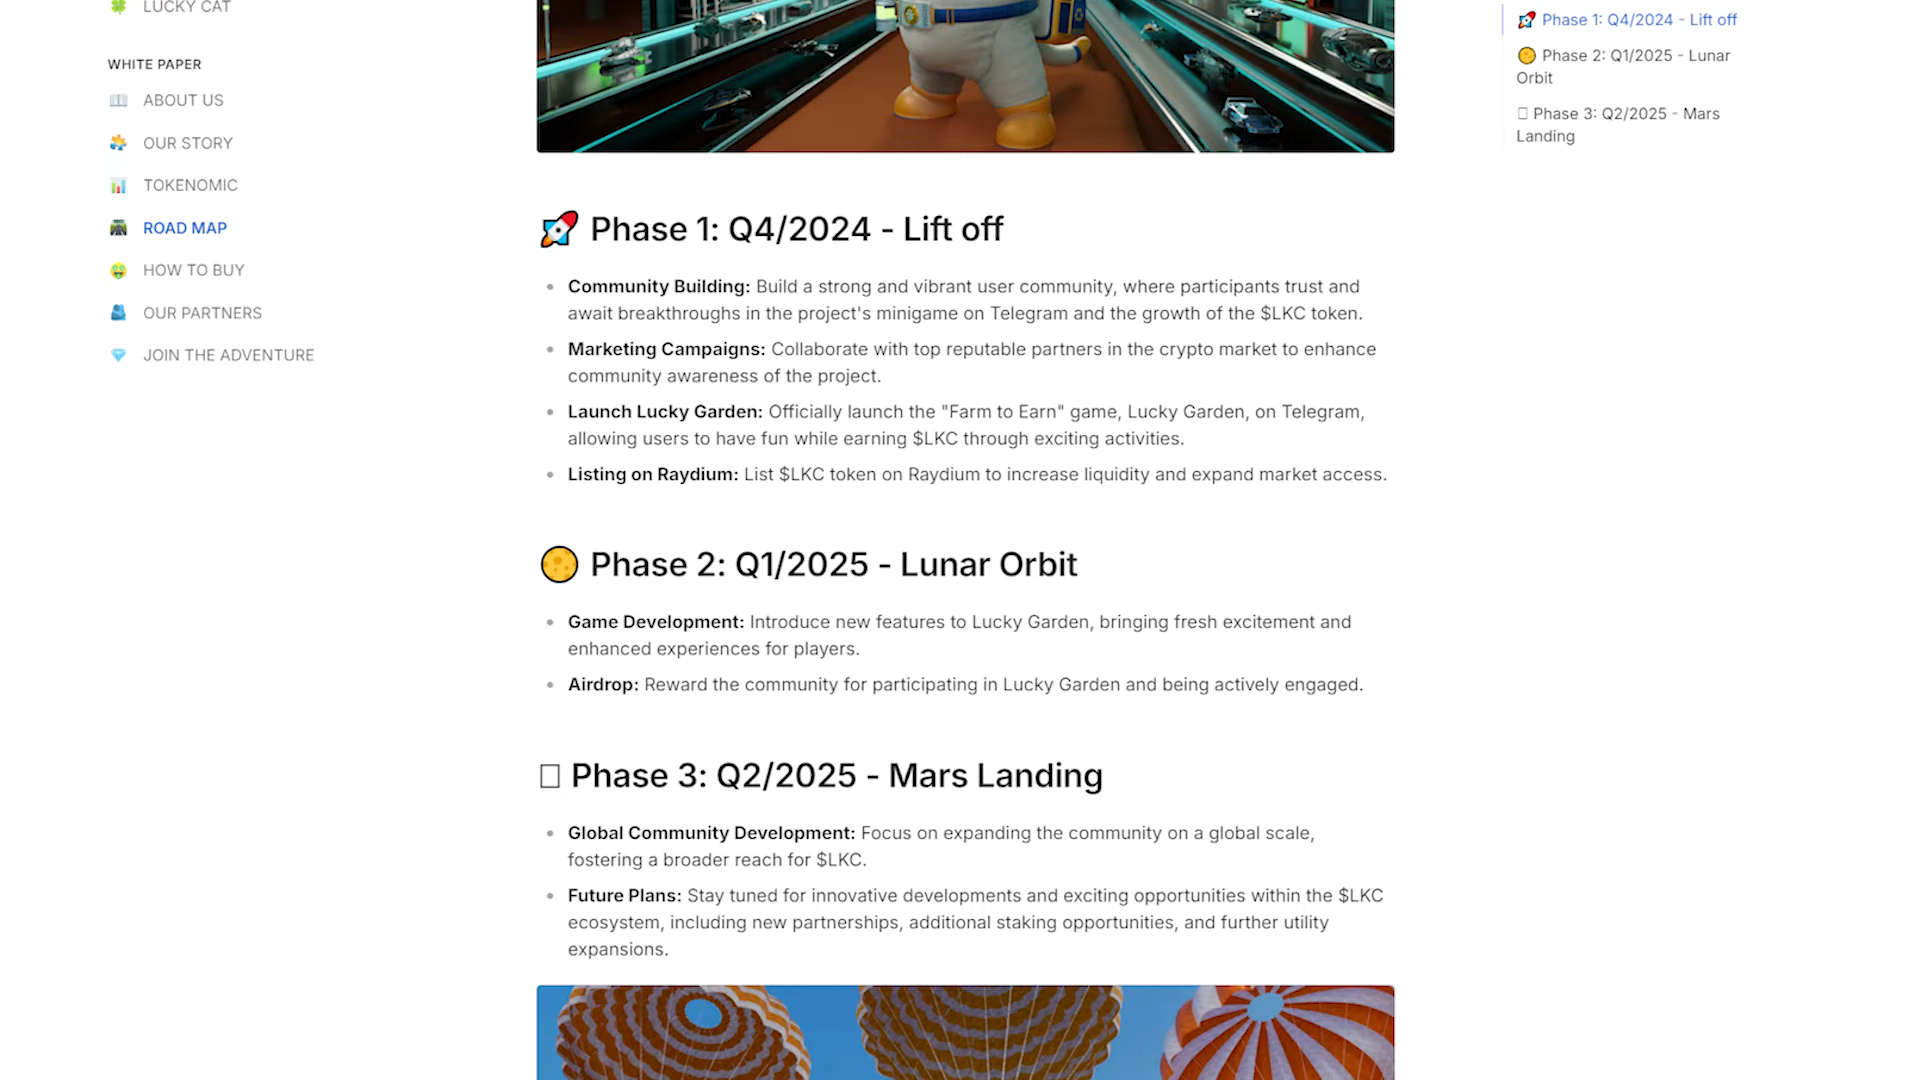 LUCKY CAT
WHITE PAPER
ABOUT US
OUR STORY
TOKENOMIC
ROAD MAP
HOW TO BUY
OUR PARTNERS
JOIN THE ADVENTURE
Phase 1: Q4/2024 - Lift off
Community Building: Build a strong and vibrant user community, where participants trust and
await breakthroughs in the project's minigame on Telegram and the growth of the $LKC token.
Marketing Campaigns: Collaborate with top reputable partners in the crypto market to enhance
community awareness of the project.
Launch Lucky Garden: Officially launch the "Farm to Earn" game, Lucky Garden, on Telegram,
allowing users to have fun while earning $LKC through exciting activities.
Listing on Raydium: List $LKC token on Raydium to increase liquidity and expand market access.
Phase 2: Q1/2025 - Lunar Orbit
Game Development: Introduce new features to Lucky Garden, bringing fresh excitement and
enhanced experiences for players.
Airdrop: Reward the community for participating in Lucky Garden and being actively engaged.
Phase 3: Q2/2025 - Mars Landing
Global Community Development: Focus on expanding the community on a global scale,
fostering a broader reach for $LKC.
Future Plans: Stay tuned for innovative developments and exciting opportunities within the $LKC
ecosystem, including new partnerships, additional staking opportunities, and further utility
expansions.
Phase 1: Q4/2024 - Lift off
Phase 2: Q1/2025 - Lunar
Orbit
Phase 3: Q2/2025 - Mars
Landing